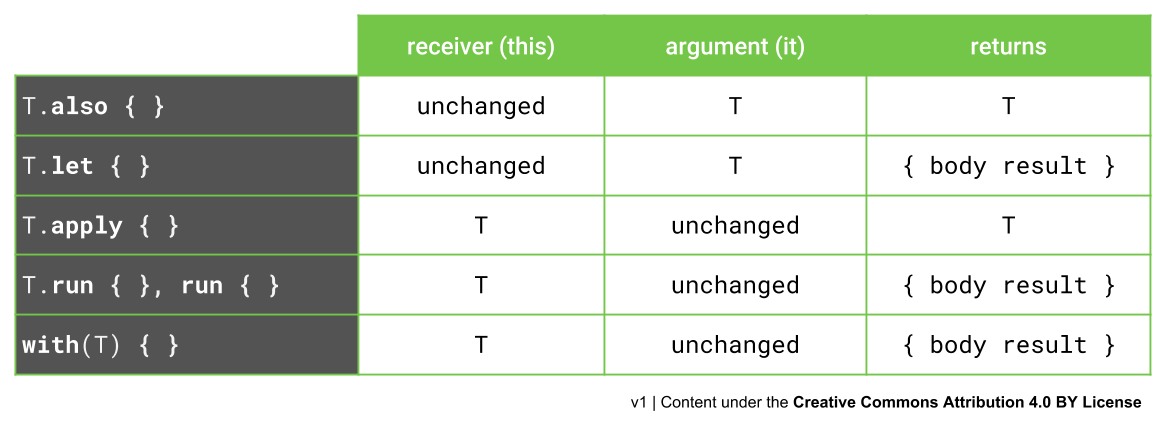 receiver (this) argument (it) returns
T.also { } unchanged T T
T.let { } unchanged T { body result }
T.apply { } T unchanged T
T.run { }, run { } T unchanged { body result }
with(T) { } T unchanged { body result }
v1 | Content under the Creative Commons Attribution 4.0 BY License